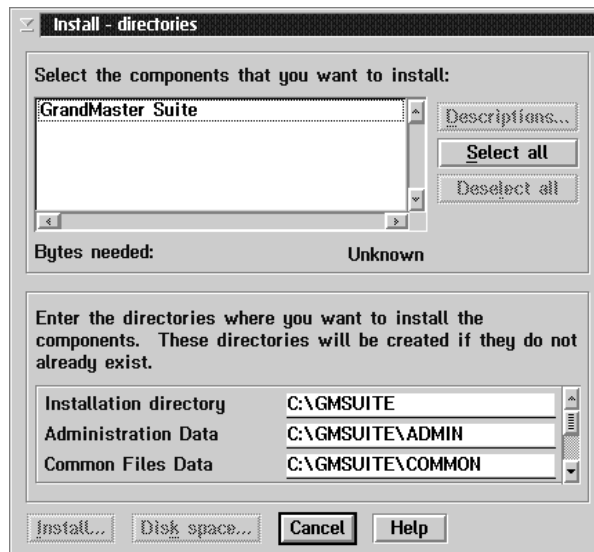 Install - directories
Select the components that you want to install:
GrandMaster Suite
Descriptions...
Select all
Deselect all
Bytes needed: Unknown
Enter the directories where you want to install the
components. These directories will be created if they do not
already exist.
Installation directory C:\GMSUITE
Administration Data C:\GMSUITE\ADMIN
Common Files Data C:\GMSUITE\COMMON
Install... Disk space... Cancel Help